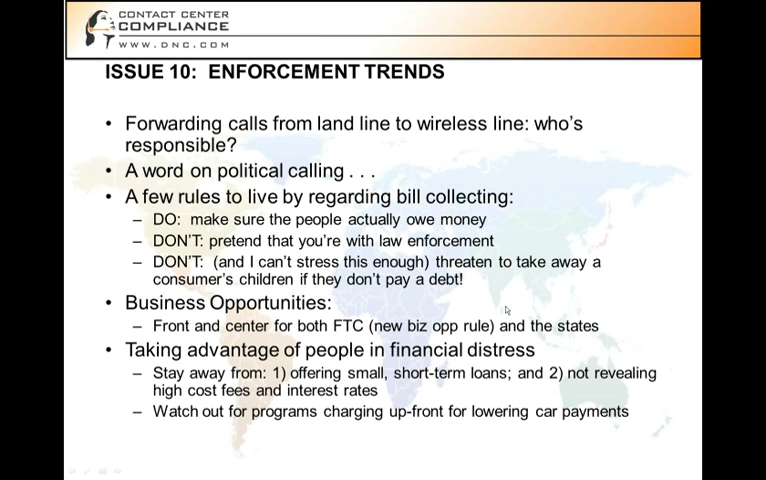 CONTACT CENTER
COMPLIANCE
WWW.DNC.COM
ISSUE 10: ENFORCEMENT TRENDS
• Forwarding calls from land line to wireless line: who's
responsible?
• A word on political calling . . .
• A few rules to live by regarding bill collecting:
– DO: make sure the people actually owe money
– DON'T: pretend that you're with law enforcement
– DON'T: (and I can't stress this enough) threaten to take away a
consumer's children if they don't pay a debt!
• Business Opportunities:
– Front and center for both FTC (new biz opp rule) and the states
• Taking advantage of people in financial distress
– Stay away from: 1) offering small, short-term loans; and 2) not revealing
high cost fees and interest rates
– Watch out for programs charging up-front for lowering car payments